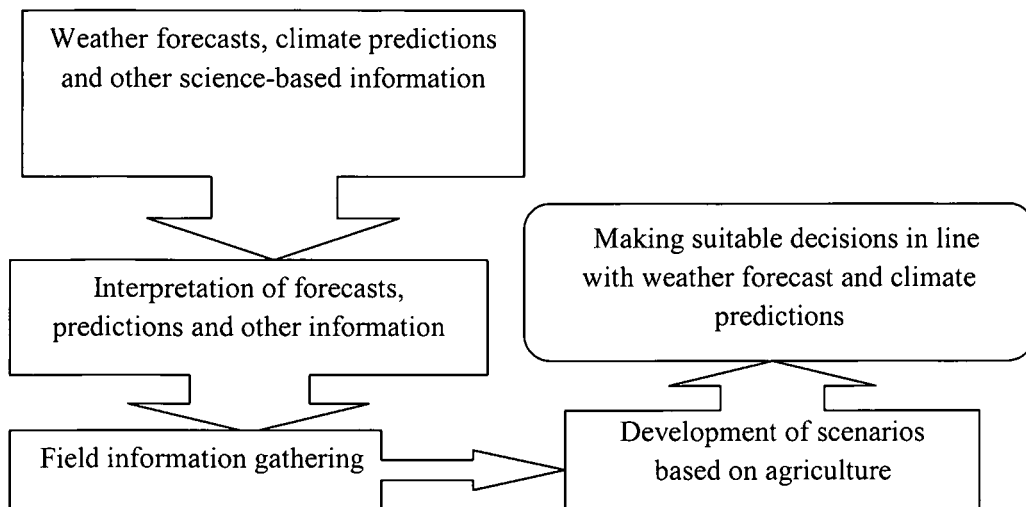 Weather forecasts, climate predictions
and other science-based information
Interpretation of forecasts,
predictions and other information
Field information gathering
Development of scenarios
based on agriculture
Making suitable decisions in line
with weather forecast and climate
predictions